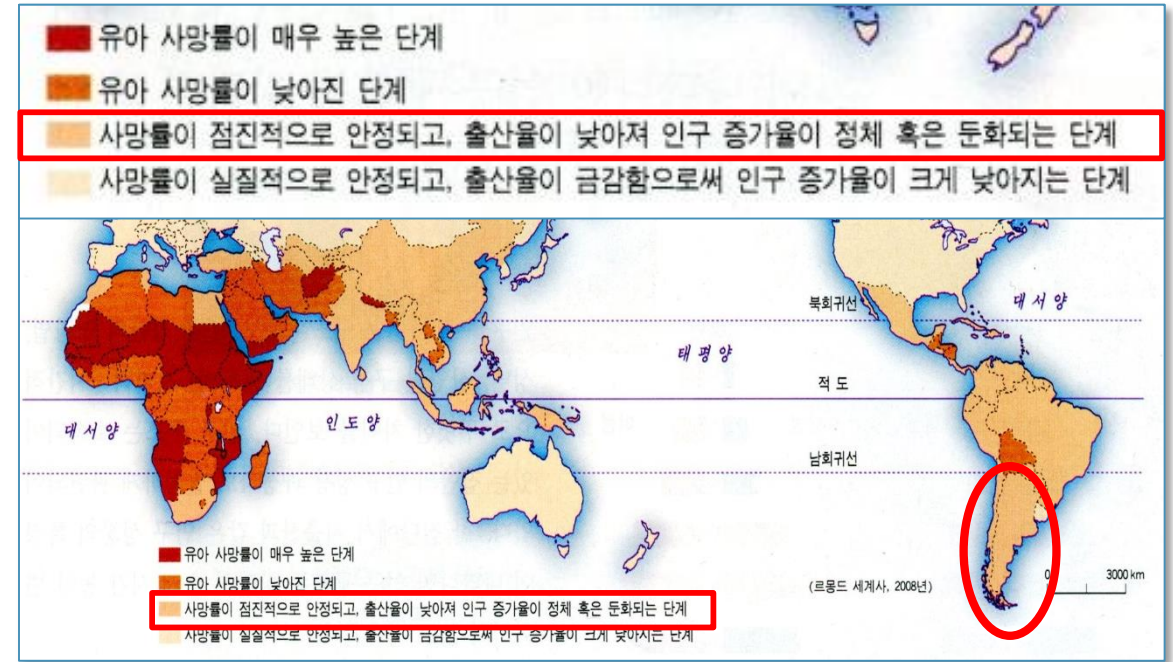 유아 사망률이 매우 높은 단계
유아 사망률이 낮아진 단계
사망률이 점진적으로 안정되고, 출산율이 낮아져 인구 증가율이 정체 혹은 둔화되는 단계
사망률이 실질적으로 안정되고, 출산율이 급감함으로써 인구 증가율이 크게 낮아지는 단계
북회귀선
대서양
태평양
적도
대서양
인도양
남회귀선
유아 사망률이 매우 높은 단계
유아 사망률이 낮아진 단계
(르몽드 세계사, 2008년)
0 3000 km
사망률이 점진적으로 안정되고, 출산율이 낮아져 인구 증가율이 정체 혹은 둔화되는 단계
사망률이 실질적으로 안정되고, 출산율이 급감함으로써 인구 증가율이 크게 낮아지는 단계